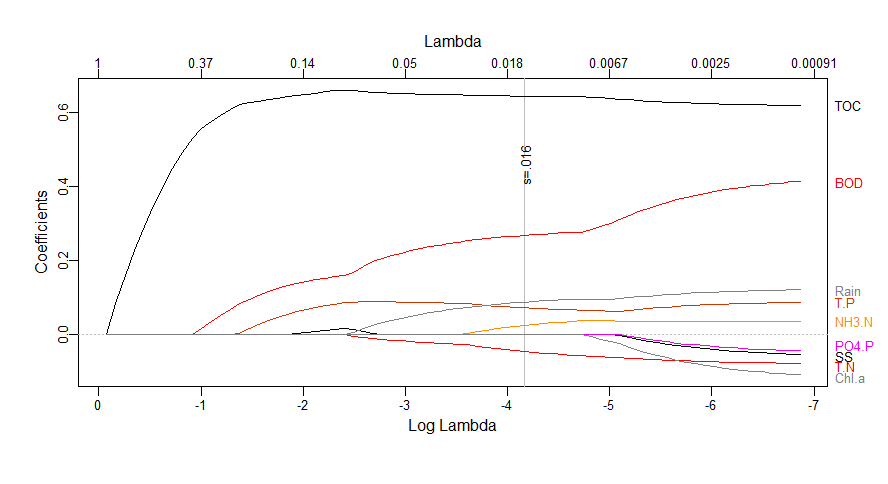 Lambda
1 0.37 0.14 0.05 0.018 0.0067 0.0025 0.00091
Coefficients
0.6
0.4
0.2
0.0
s=.016
TOC
BOD
Rain
T.P
NH3.N
PO4.P
SS
T.N
Chl.a
0 -1 -2 -3 -4 -5 -6 -7
Log Lambda